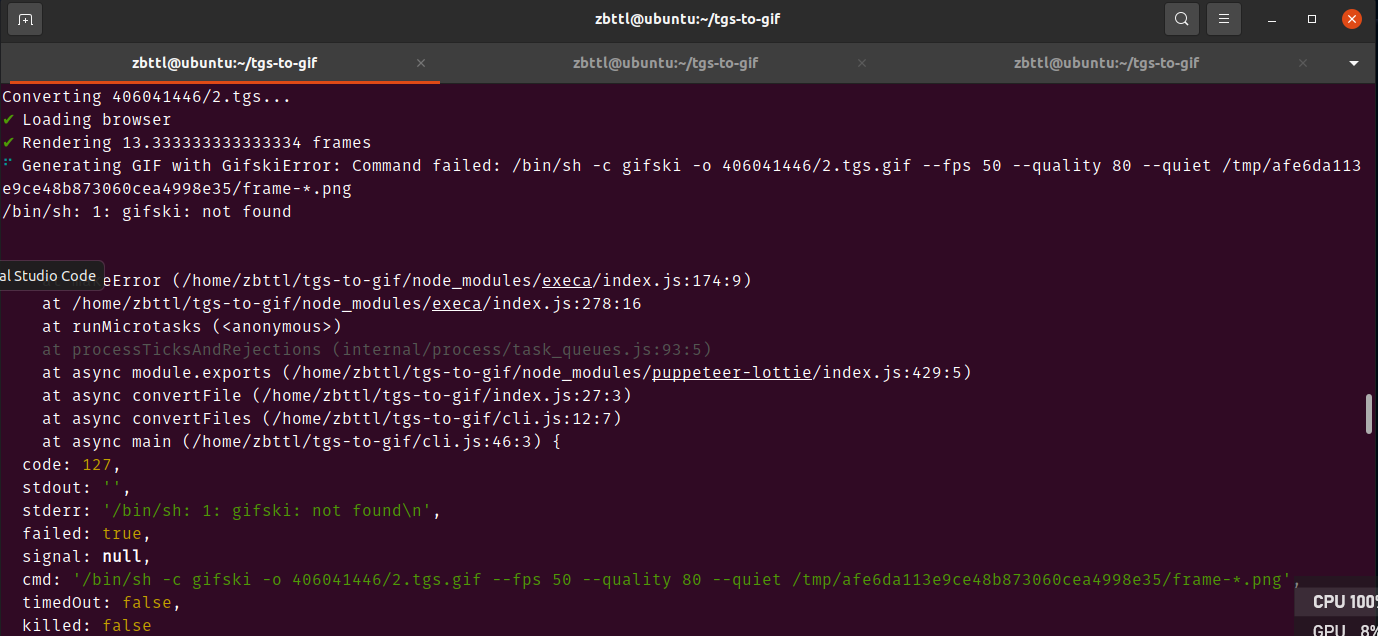 zbttl@ubuntu:~/tgs-to-gif
zbttl@ubuntu:~/tgs-to-gif
zbttl@ubuntu:~/tgs-to-gif
zbttl@ubuntu:~/tgs-to-gif
Converting 406041446/2.tgs...
✔ Loading browser
✔ Rendering 13.333333333333334 frames
Generating GIF with GifskiError: Command failed: /bin/sh -c gifski -o 406041446/2.tgs.gif --fps 50 --quality 80 --quiet /tmp/afe6da113
e9ce48b873060cea4998e35/frame-*.png
/bin/sh: 1: gifski: not found
al Studio Code
eError (/home/zbttl/tgs-to-gif/node_modules/execa/index.js:174:9)
at /home/zbttl/tgs-to-gif/node_modules/execa/index.js:278:16
at runMicrotasks (<anonymous>)
at processTicksAndRejections (internal/process/task_queues.js:93:5)
at async module.exports (/home/zbttl/tgs-to-gif/node_modules/puppeteer-lottie/index.js:429:5)
at async convertFile (/home/zbttl/tgs-to-gif/index.js:27:3)
at async convertFiles (/home/zbttl/tgs-to-gif/cli.js:12:7)
at async main (/home/zbttl/tgs-to-gif/cli.js:46:3) {
code: 127,
stdout: '',
stderr: '/bin/sh: 1: gifski: not found\n',
failed: true,
signal: null,
cmd: '/bin/sh -c gifski -o 406041446/2.tgs.gif --fps 50 --quality 80 --quiet /tmp/afe6da113e9ce48b873060cea4998e35/frame-*.png',
timedOut: false,
killed: false
CPU 100%
GPU 8%